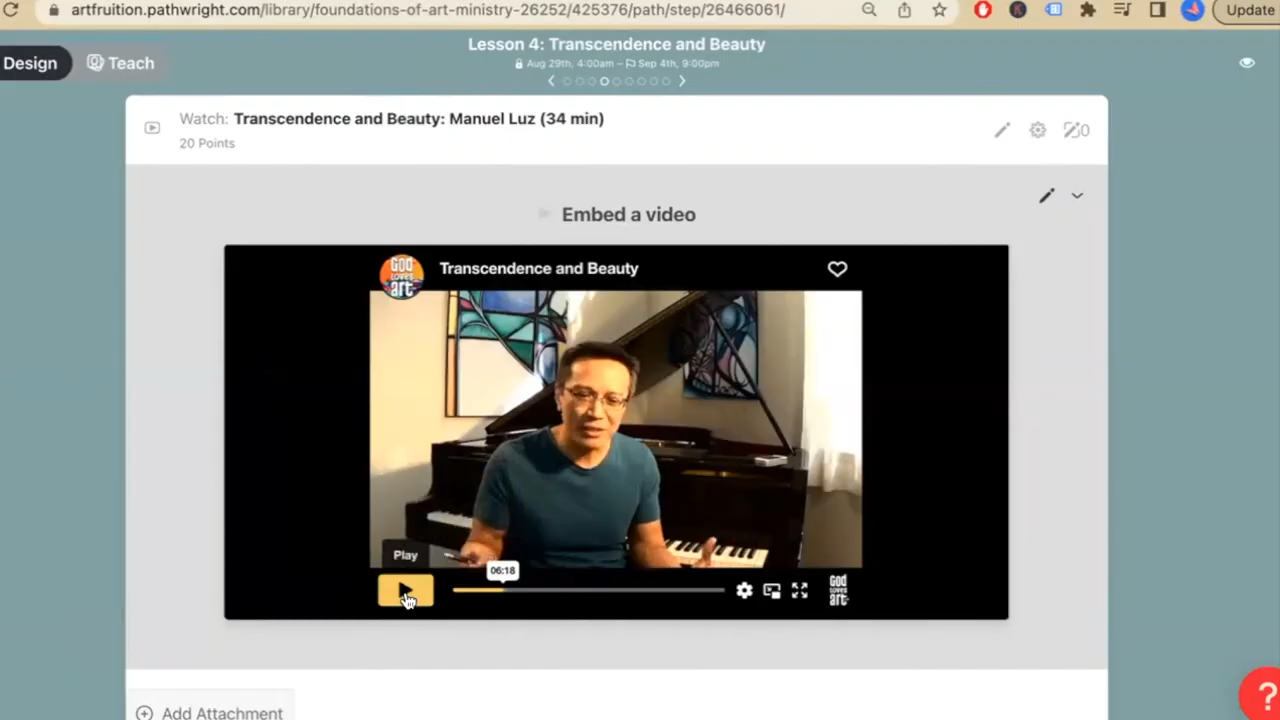 artfruition.pathwright.com/library/foundations-of-art-ministry-26252/425376/path/step/26466061/
Update
Design
Teach
Lesson 4: Transcendence and Beauty
Aug 29th, 4:00am – Sep 4th, 9:00pm
Watch: Transcendence and Beauty: Manuel Luz (34 min)
20 Points
0
Embed a video
GOD LOVES art
Transcendence and Beauty
Play
06:18
GOD LOVES art
Add Attachment
?